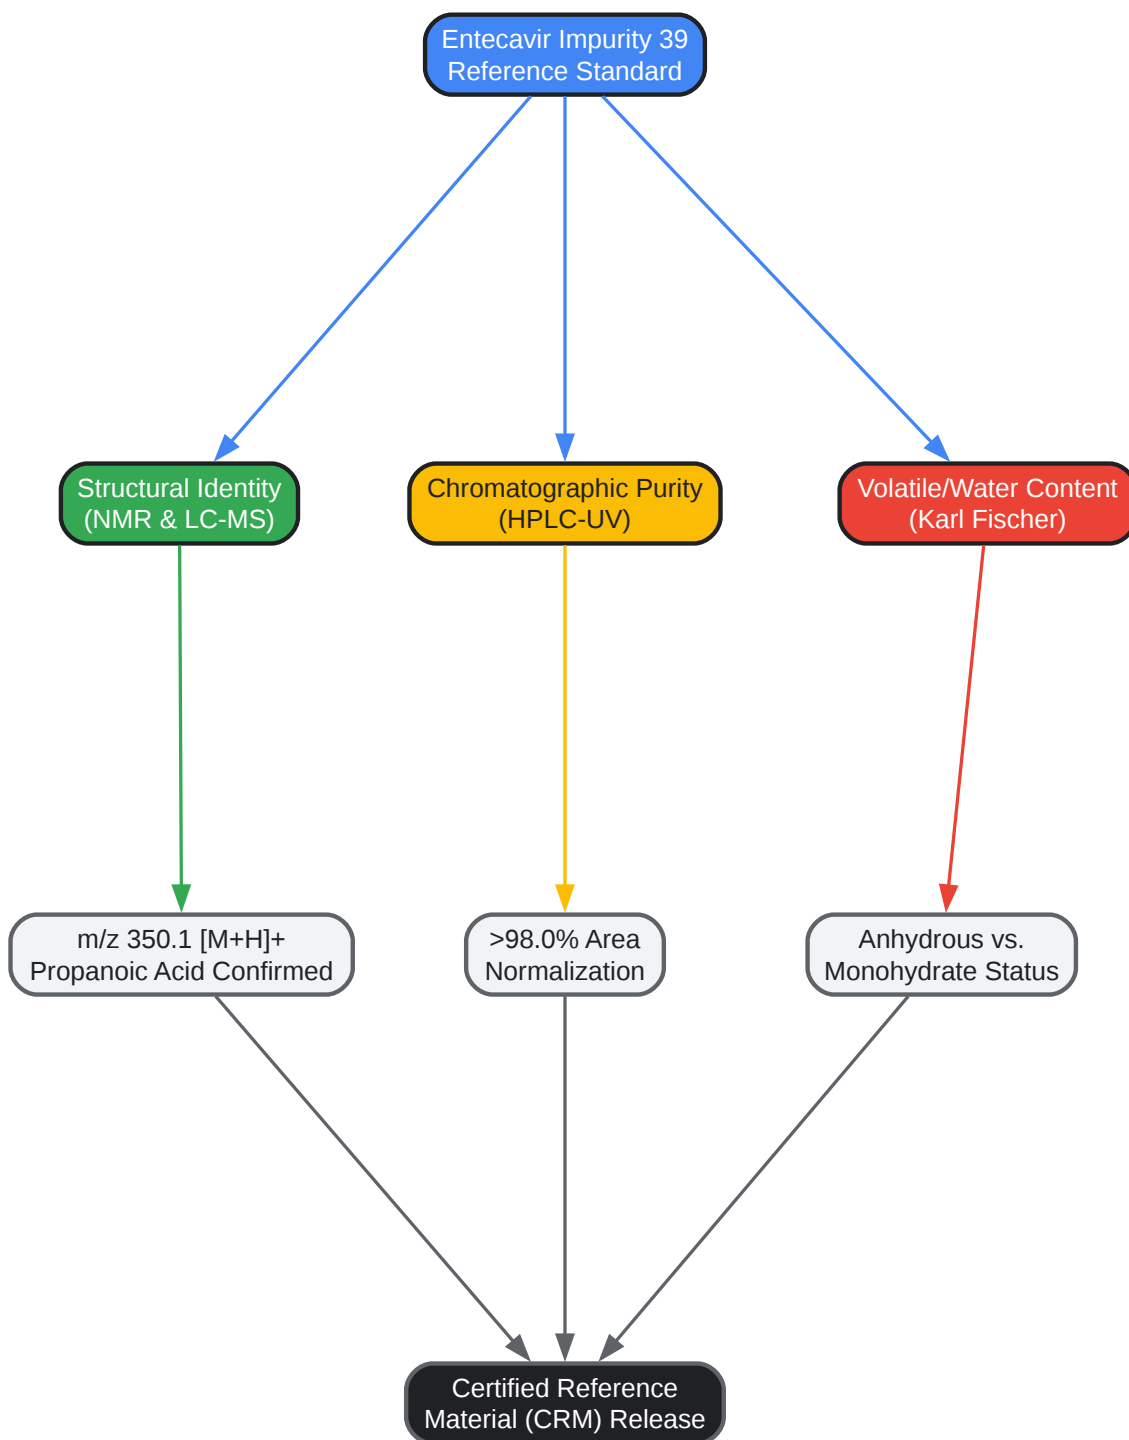 Entecavir Impurity 39
Reference Standard
Structural Identity
(NMR & LC-MS)
Chromatographic Purity
(HPLC-UV)
Volatile/Water Content
(Karl Fischer)
m/z 350.1 [M+H]+
Propanoic Acid Confirmed
>98.0% Area
Normalization
Anhydrous vs.
Monohydrate Status
Certified Reference
Material (CRM) Release